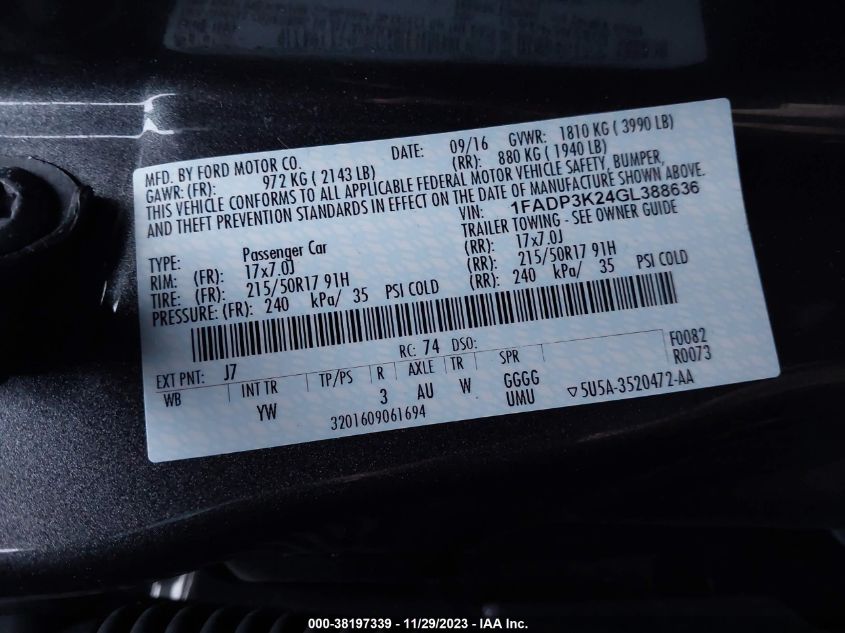 MFD. BY FORD MOTOR CO. DATE: 09/16 GVWR: 1810 KG ( 3990 LB)
GAWR: (FR): 972 KG ( 2143 LB) (RR): 880 KG ( 1940 LB)
THIS VEHICLE CONFORMS TO ALL APPLICABLE FEDERAL MOTOR VEHICLE SAFETY, BUMPER,
AND THEFT PREVENTION STANDARDS IN EFFECT ON THE DATE OF MANUFACTURE SHOWN ABOVE.
VIN: 1FADP3K24GL388636
TYPE: Passenger Car TRAILER TOWING - SEE OWNER GUIDE
RIM: (FR): 17x7.0J (RR): 17x7.0J
TIRE: (FR): 215/50R17 91H (RR): 215/50R17 91H
PRESSURE: (FR): 240 kPa/ 35 PSI COLD (RR): 240 kPa/ 35 PSI COLD
EXT PNT: J7 RC: 74 DSO: F0082
WB INT TR TP/PS R AXLE TR SPR R0073
YW 3 AU W GGGG
3201609061694 UMU ▽5U5A-3520472-AA
000-38197339 - 11/29/2023 - IAA Inc.